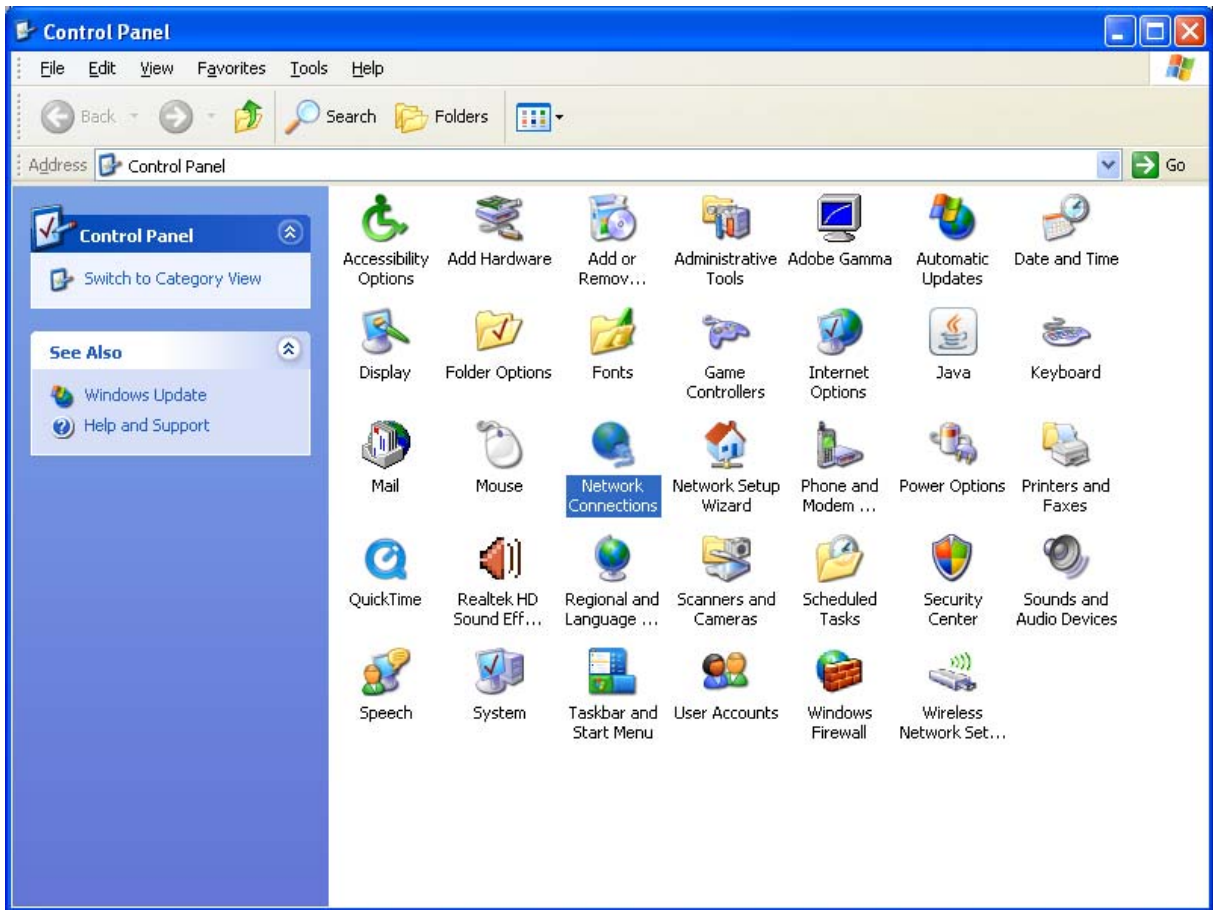 Control Panel
File Edit View Favorites Tools Help
Back Search Folders
Address Control Panel Go
Control Panel
Switch to Category View
See Also
Windows Update
Help and Support
Accessibility Options
Add Hardware
Add or Remov...
Administrative Tools
Adobe Gamma
Automatic Updates
Date and Time
Display
Folder Options
Fonts
Game Controllers
Internet Options
Java
Keyboard
Mail
Mouse
Network Connections
Network Setup Wizard
Phone and Modem ...
Power Options
Printers and Faxes
QuickTime
Realtek HD Sound Eff...
Regional and Language ...
Scanners and Cameras
Scheduled Tasks
Security Center
Sounds and Audio Devices
Speech
System
Taskbar and Start Menu
User Accounts
Windows Firewall
Wireless Network Set...